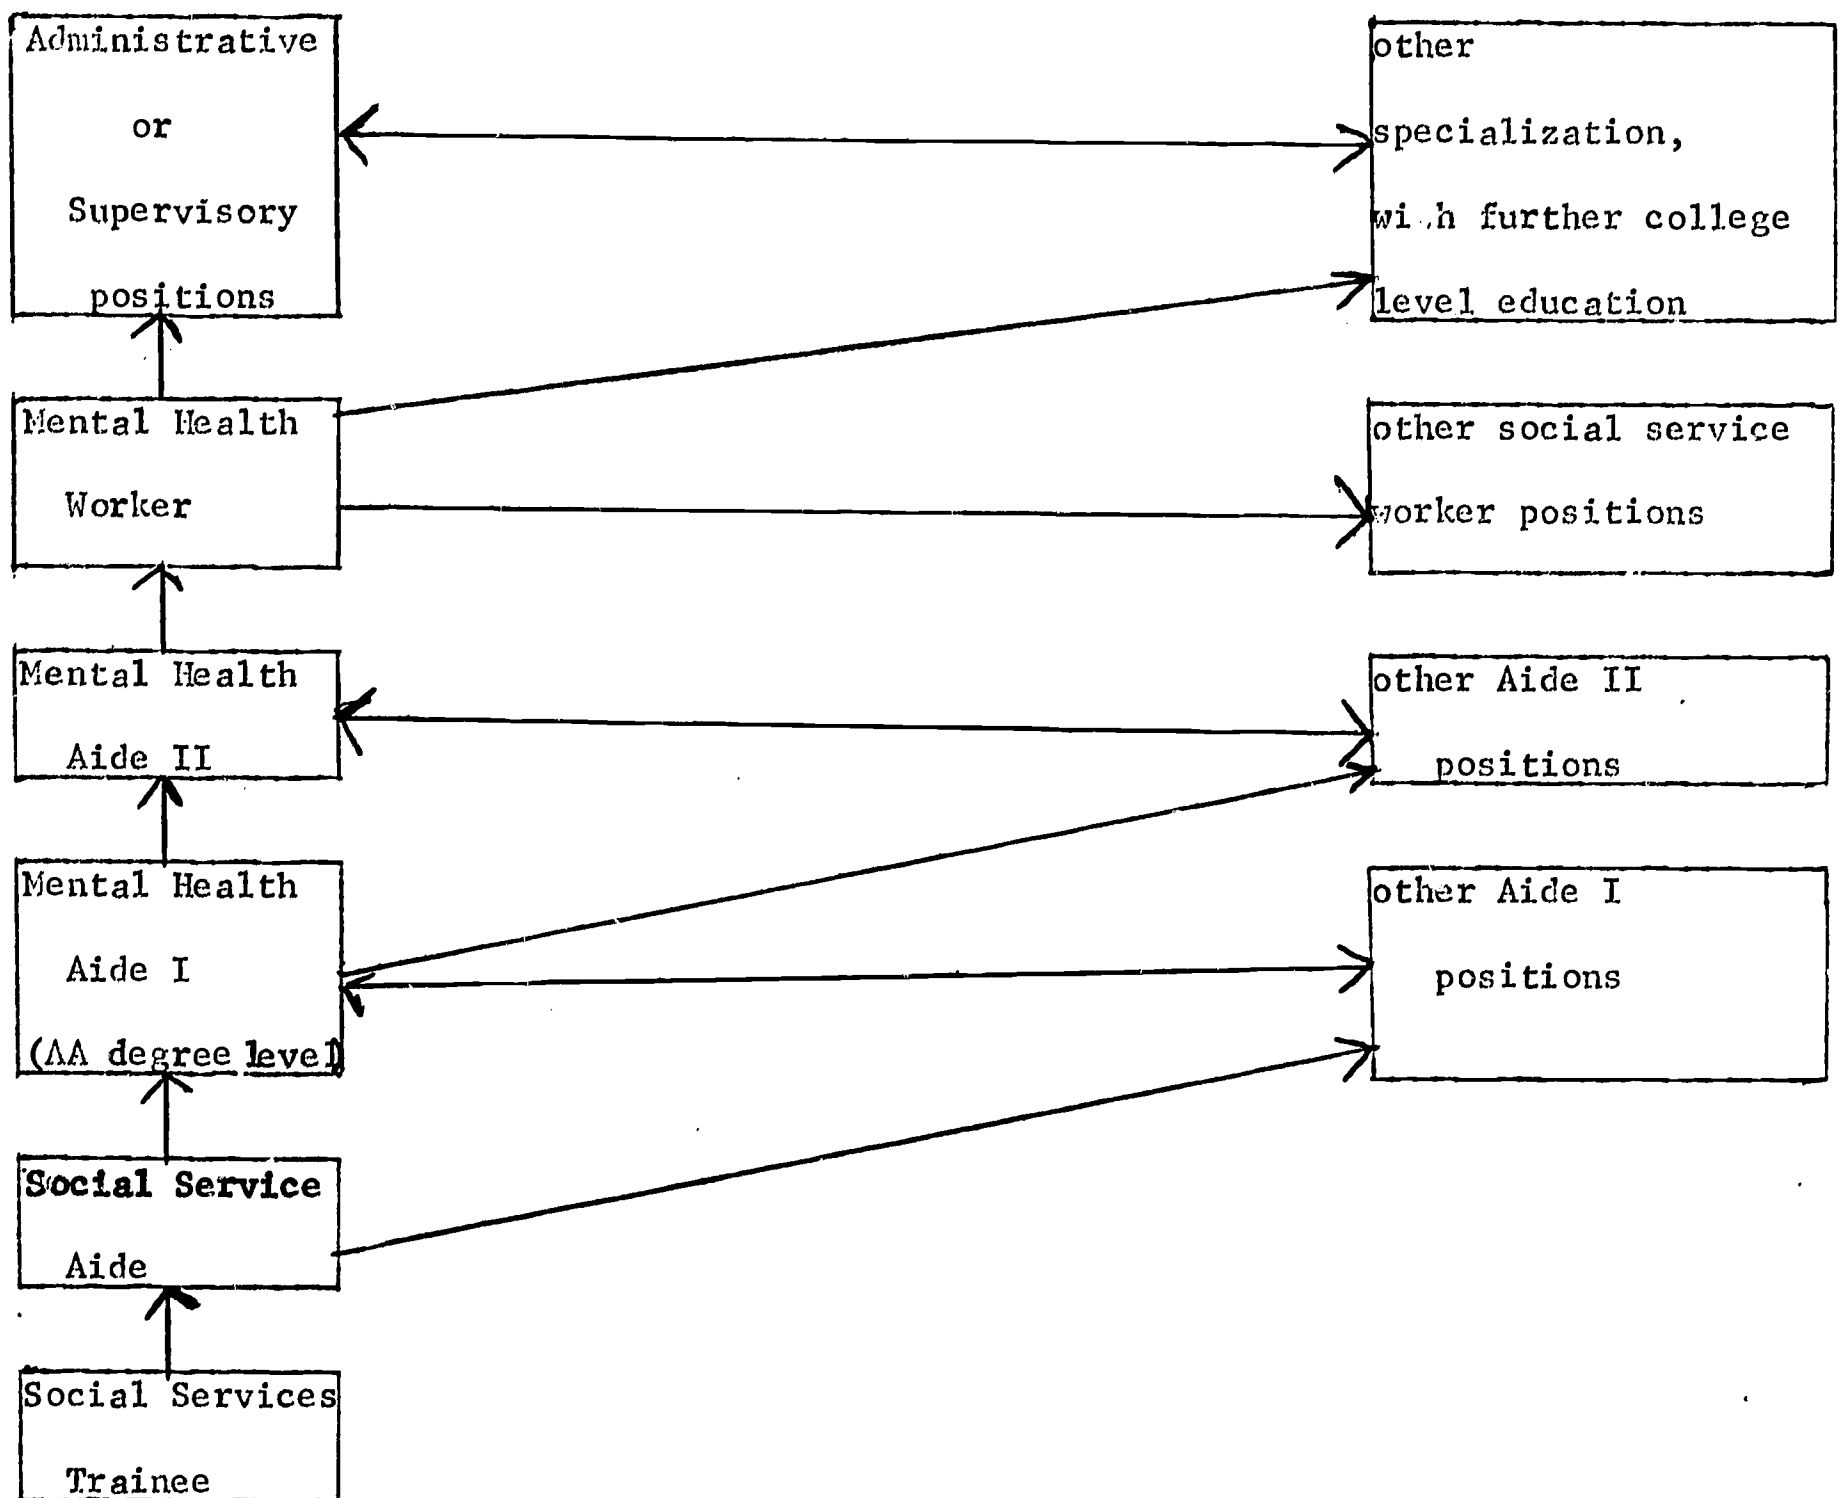 Administrative
or
Supervisory
positions
other
specialization,
wi.h further college
level education
Mental Health
Worker
other social service
worker positions
Mental Health
Aide II
other Aide II
positions
Mental Health
Aide I
(AA degree level)
other Aide I
positions
Social Service
Aide
Social Services
Trainee